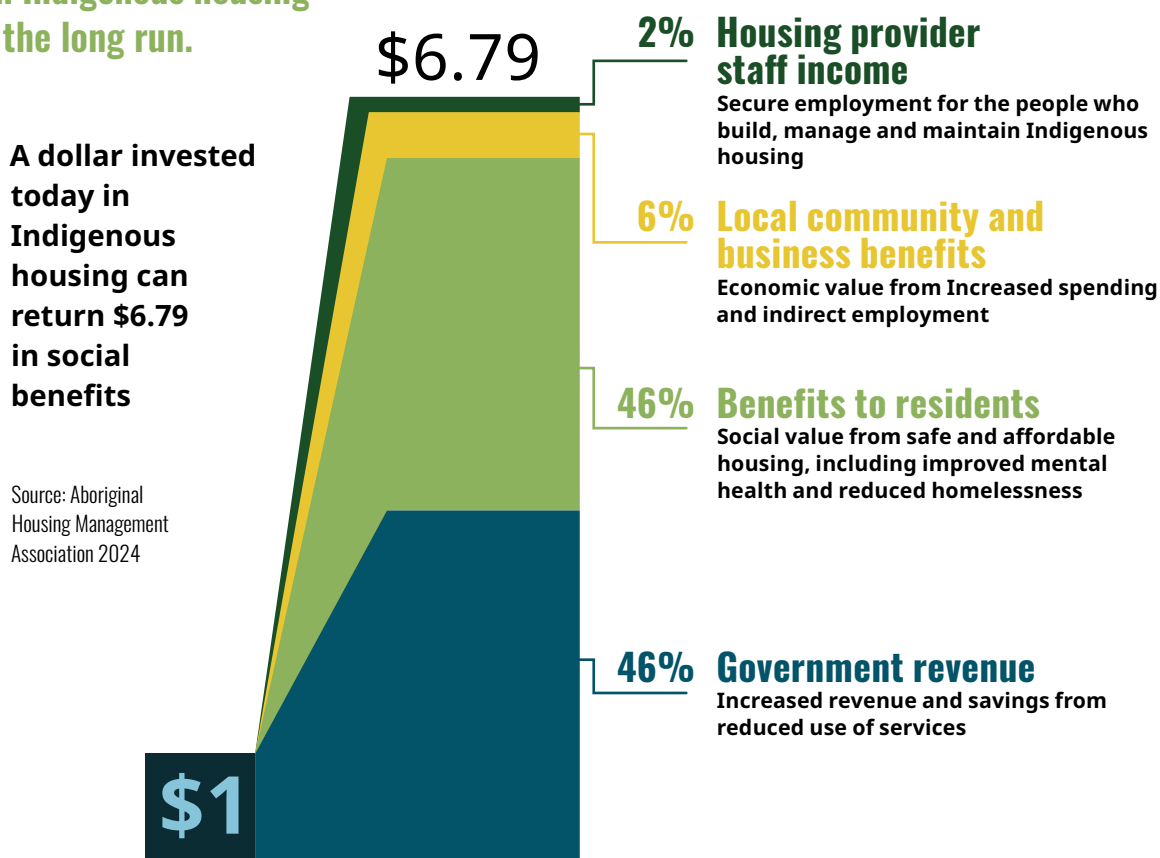 Indigenous housing
the long run.
$6.79
A dollar invested
today in
Indigenous
housing can
return $6.79
in social
benefits
Source: Aboriginal
Housing Management
Association 2024
$1
2% Housing provider
staff income
Secure employment for the people who
build, manage and maintain Indigenous
housing
6% Local community and
business benefits
Economic value from Increased spending
and indirect employment
46% Benefits to residents
Social value from safe and affordable
housing, including improved mental
health and reduced homelessness
46% Government revenue
Increased revenue and savings from
reduced use of services